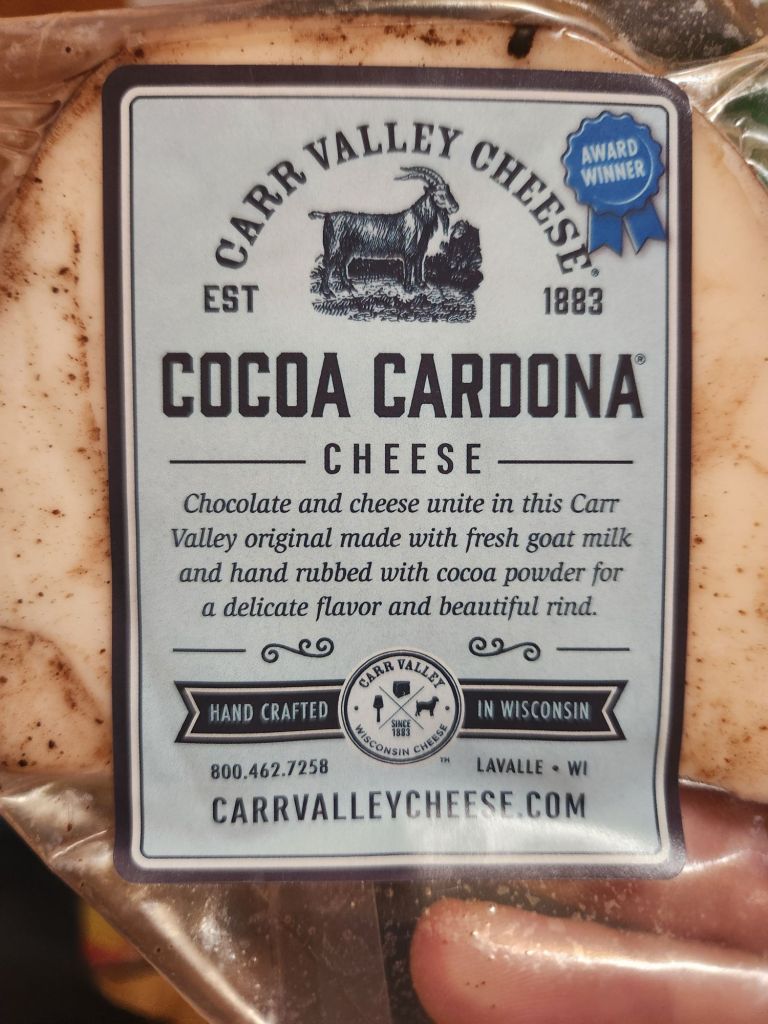 CARR VALLEY CHEESE®
AWARD
WINNER
EST 1883
COCOA CARDONA®
CHEESE
Chocolate and cheese unite in this Carr
Valley original made with fresh goat milk
and hand rubbed with cocoa powder for
a delicate flavor and beautiful rind.
CARR VALLEY
HAND CRAFTED
SINCE
1883
IN WISCONSIN
WISCONSIN CHEESE
™
800.462.7258
LAVALLE • WI
CARRVALLEYCHEESE.COM